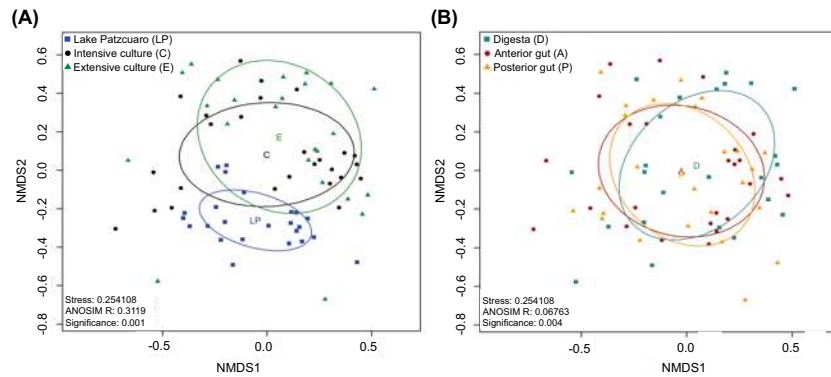 (A)
Lake Patzcuaro (LP)
Intensive culture (C)
Extensive culture (E)
NMDS2
0.6
0.4
0.2
0.0
-0.2
-0.4
-0.6
-0.8
E
C
LP
Stress: 0.254108
ANOSIM R: 0.3119
Significance: 0.001
-0.5
0.0
0.5
NMDS1
(B)
Digesta (D)
Anterior gut (A)
Posterior gut (P)
NMDS2
0.6
0.4
0.2
0.0
-0.2
-0.4
-0.6
-0.8
D
Stress: 0.254108
ANOSIM R: 0.06763
Significance: 0.004
-0.5
0.0
0.5
NMDS1